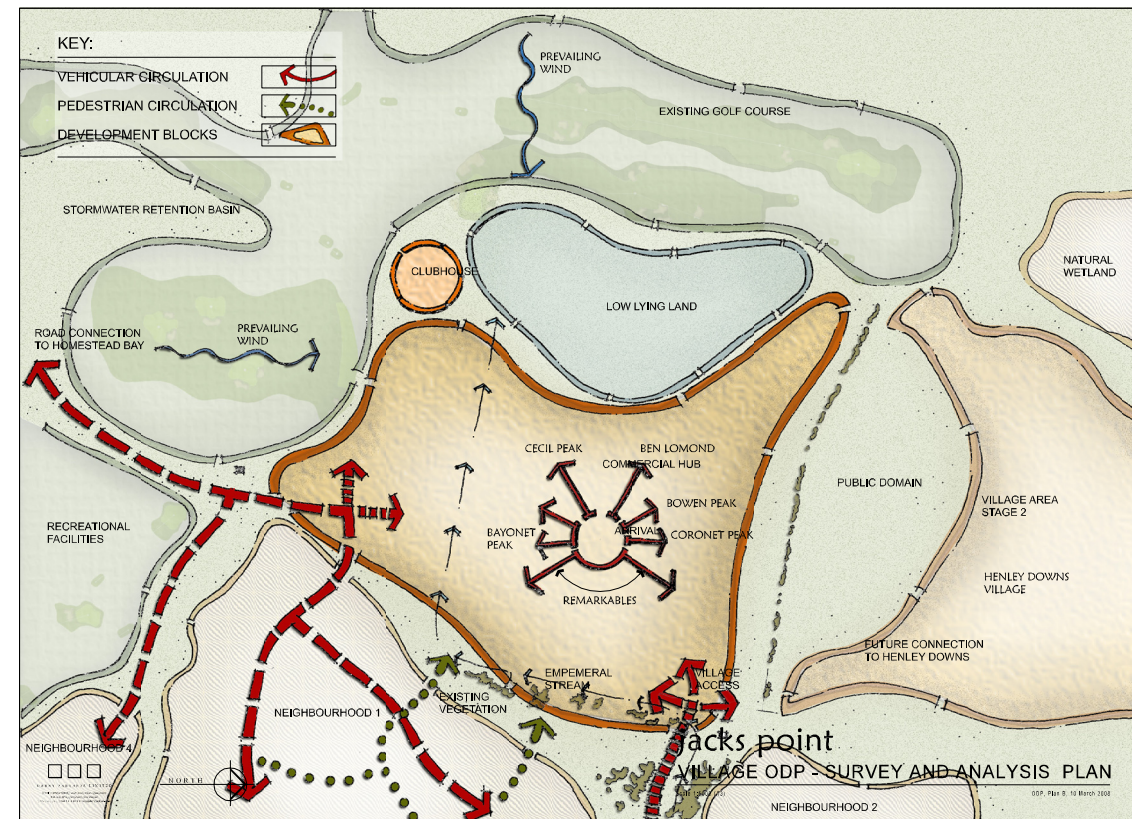 KEY:
VEHICULAR CIRCULATION
PEDESTRIAN CIRCULATION
DEVELOPMENT BLOCKS
PREVAILING
WIND
EXISTING GOLF COURSE
STORMWATER RETENTION BASIN
CLUBHOUSE
NATURAL
WETLAND
LOW LYING LAND
ROAD CONNECTION
TO HOMESTEAD BAY
PREVAILING
WIND
CECIL PEAK
BEN LOMOND
COMMERCIAL HUB
BOWEN PEAK
BAYONET
PEAK
ARRIVAL
CORONET PEAK
REMARKABLES
PUBLIC DOMAIN
VILLAGE AREA
STAGE 2
RECREATIONAL
FACILITIES
HENLEY DOWNS
VILLAGE
FUTURE CONNECTION
TO HENLEY DOWNS
EMPEMERAL
STREAM
VILLAGE
ACCESS
EXISTING
VEGETATION
NEIGHBOURHOOD 1
NEIGHBOURHOOD 4
NORTH
jacks point
VILLAGE ODP - SURVEY AND ANALYSIS PLAN
ODP, Plan B, 10 March 2008
NEIGHBOURHOOD 2